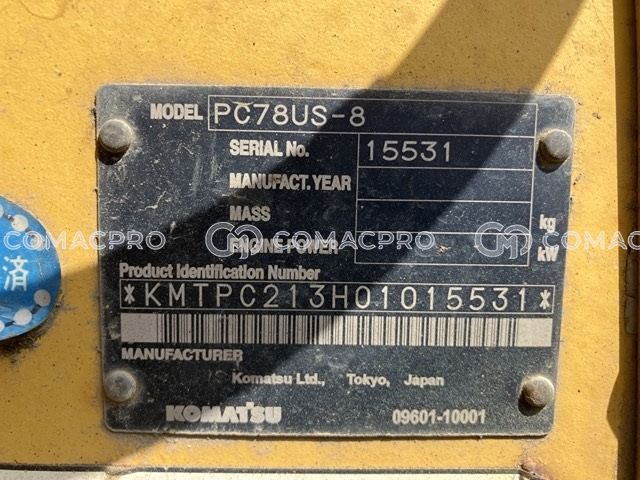 MODEL PC78US-8
SERIAL No. 15531
MANUFACT.YEAR
MASS kg
ENGINE POWER kW
COMACPRO COMACPRO COMACPRO
済
Product Identification Number
*KMTPC213H01015531*
MANUFACTURER
Komatsu Ltd., Tokyo, Japan
KOMATSU 09601-10001